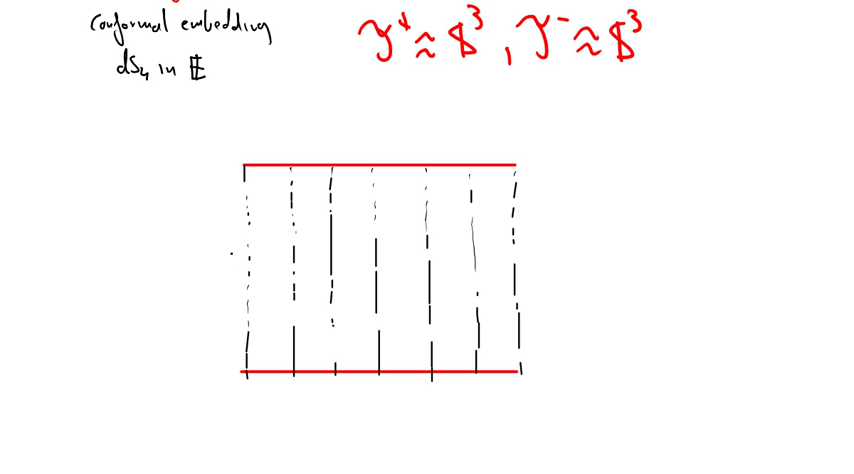 conformal embedding
dS₄ in 𝔼
𝒥⁺ ≈ 𝕊³, 𝒥⁻ ≈ 𝕊³